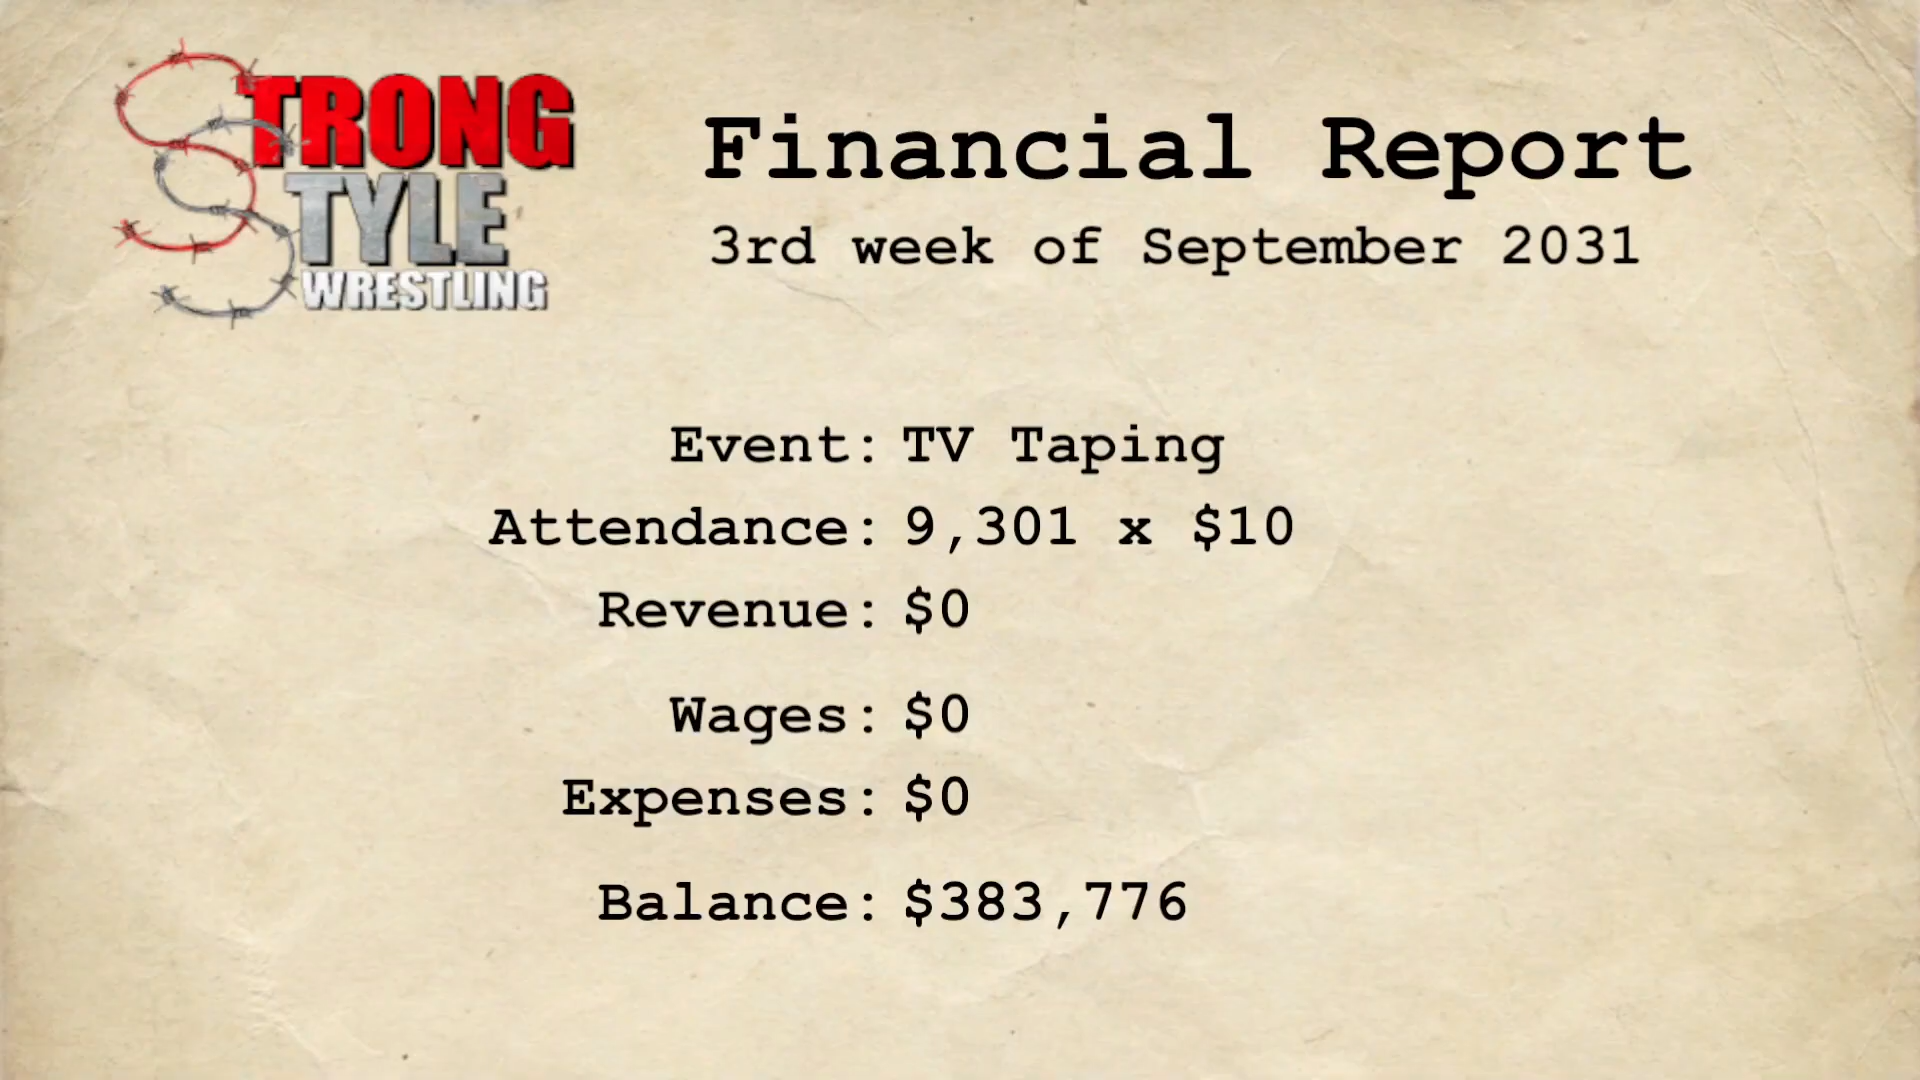 STRONG
STYLE
WRESTLING
Financial Report
3rd week of September 2031
Event: TV Taping
Attendance: 9,301 x $10
Revenue: $0
Wages: $0
Expenses: $0
Balance: $383,776